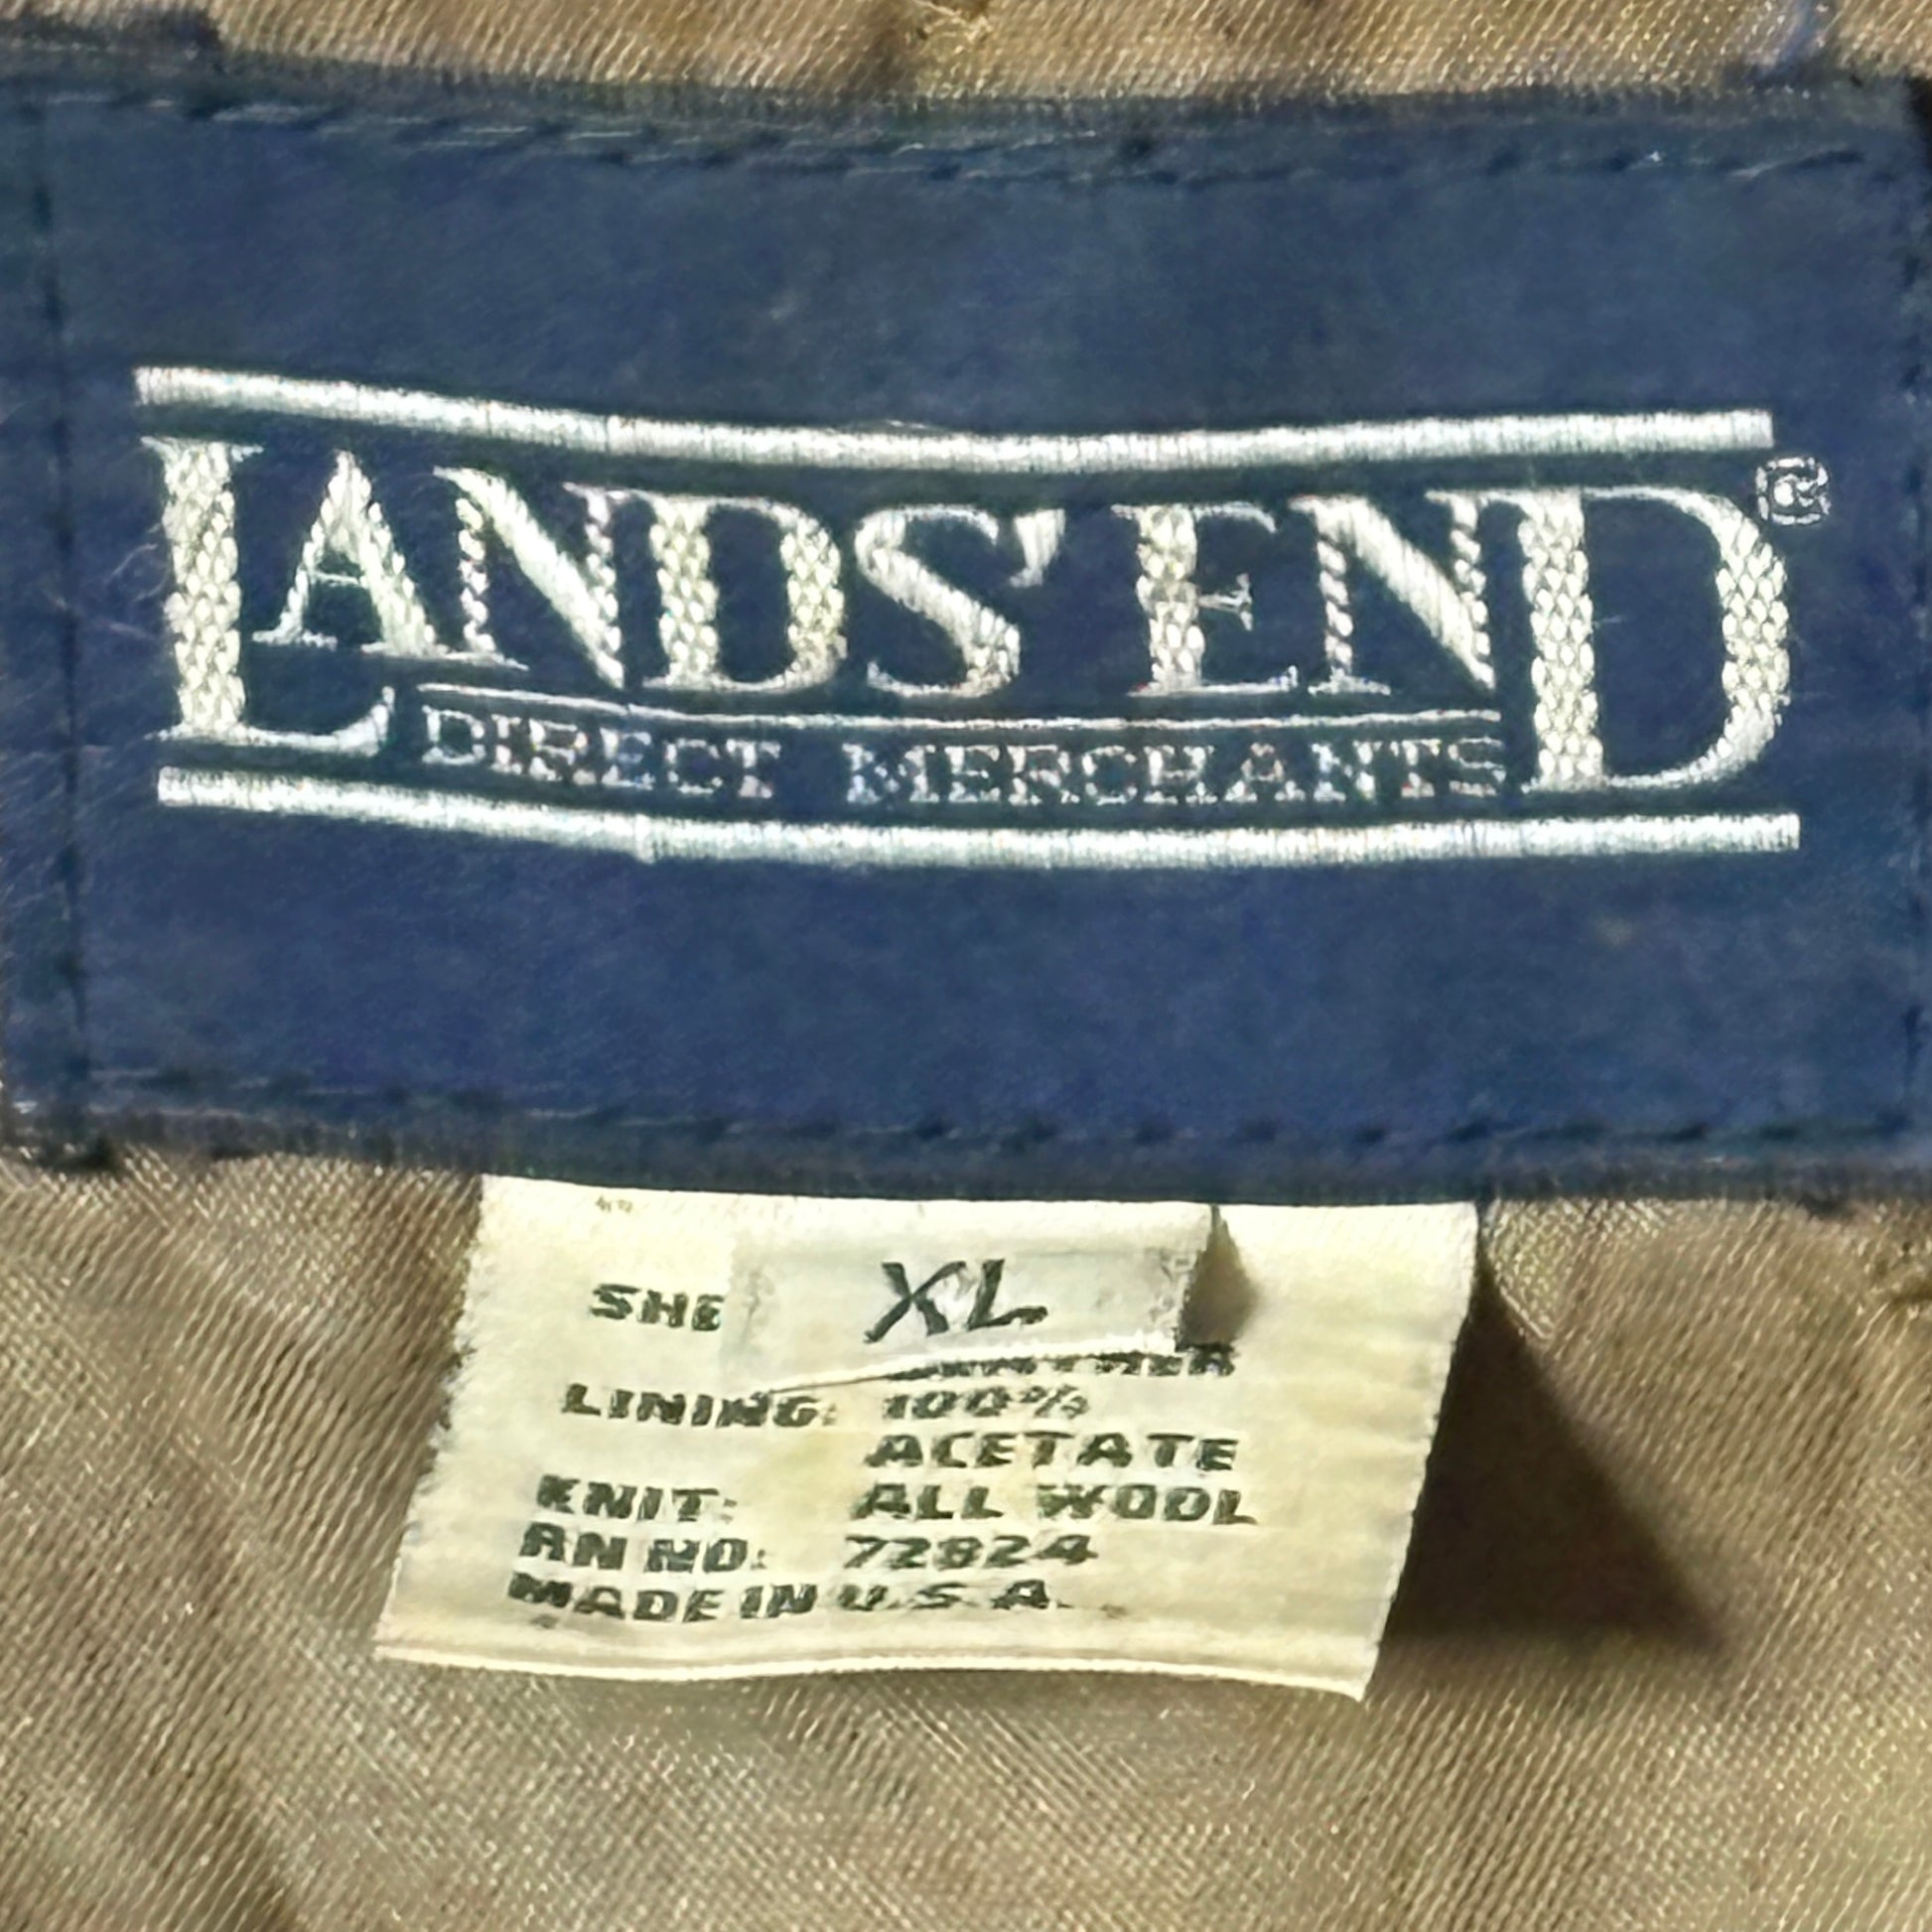 LANDS' END®
DIRECT MERCHANTS
XL
LINING: 100%
ACETATE
KNIT: ALL WOOL
RN NO: 72824
MADE IN U.S.A.